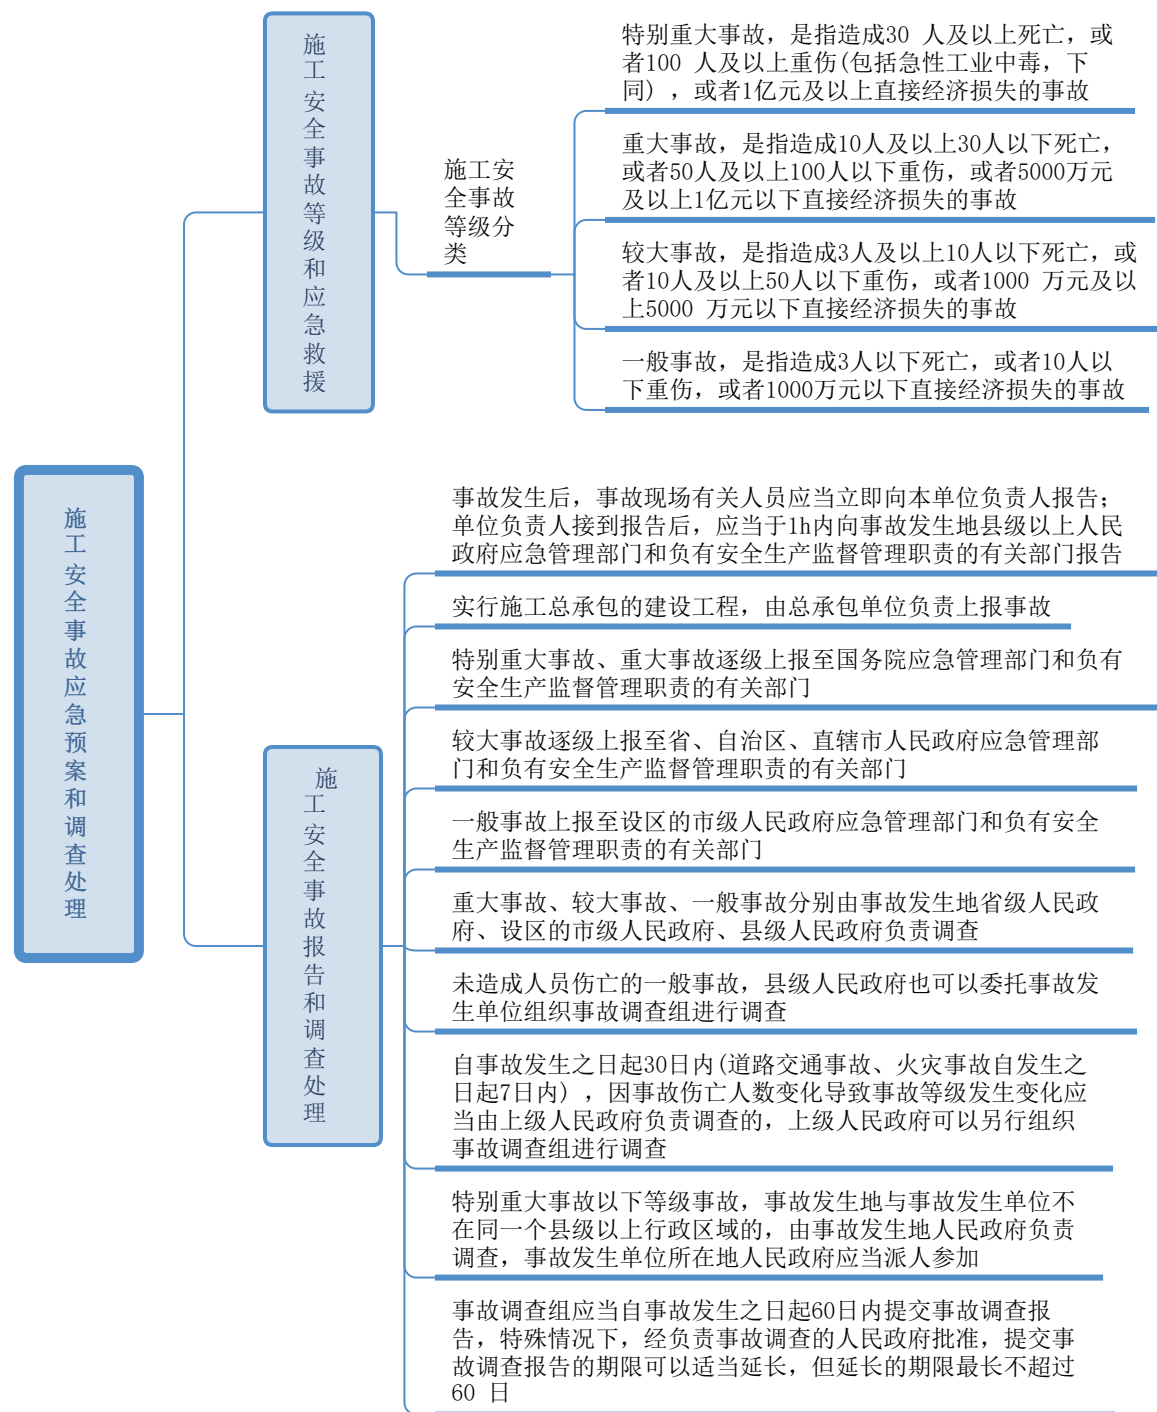 施工安全事故应急预案和调查处理
施工安全事故等级和应急救援
施工安
全事故
等级分
类
特别重大事故，是指造成30 人及以上死亡，或
者100 人及以上重伤(包括急性工业中毒，下
同) ，或者1亿元及以上直接经济损失的事故
重大事故，是指造成10人及以上30人以下死亡，
或者50人及以上100人以下重伤，或者5000万元
及以上1亿元以下直接经济损失的事故
较大事故，是指造成3人及以上10人以下死亡，或
者10人及以上50人以下重伤，或者1000 万元及以
上5000 万元以下直接经济损失的事故
一般事故，是指造成3人以下死亡，或者10人以
下重伤，或者1000万元以下直接经济损失的事故
施工安全事故报告和调查处理
事故发生后，事故现场有关人员应当立即向本单位负责人报告；
单位负责人接到报告后，应当于1h内向事故发生地县级以上人民
政府应急管理部门和负有安全生产监督管理职责的有关部门报告
实行施工总承包的建设工程，由总承包单位负责上报事故
特别重大事故、重大事故逐级上报至国务院应急管理部门和负有
安全生产监督管理职责的有关部门
较大事故逐级上报至省、自治区、直辖市人民政府应急管理部
门和负有安全生产监督管理职责的有关部门
一般事故上报至设区的市级人民政府应急管理部门和负有安全
生产监督管理职责的有关部门
重大事故、较大事故、一般事故分别由事故发生地省级人民政
府、设区的市级人民政府、县级人民政府负责调查
未造成人员伤亡的一般事故，县级人民政府也可以委托事故发
生单位组织事故调查组进行调查
自事故发生之日起30日内(道路交通事故、火灾事故自发生之
日起7日内) ，因事故伤亡人数变化导致事故等级发生变化应
当由上级人民政府负责调查的，上级人民政府可以另行组织
事故调查组进行调查
特别重大事故以下等级事故，事故发生地与事故发生单位不
在同一个县级以上行政区域的，由事故发生地人民政府负责
调查，事故发生单位所在地人民政府应当派人参加
事故调查组应当自事故发生之日起60日内提交事故调查报
告，特殊情况下，经负责事故调查的人民政府批准，提交事
故调查报告的期限可以适当延长，但延长的期限最长不超过
60 日